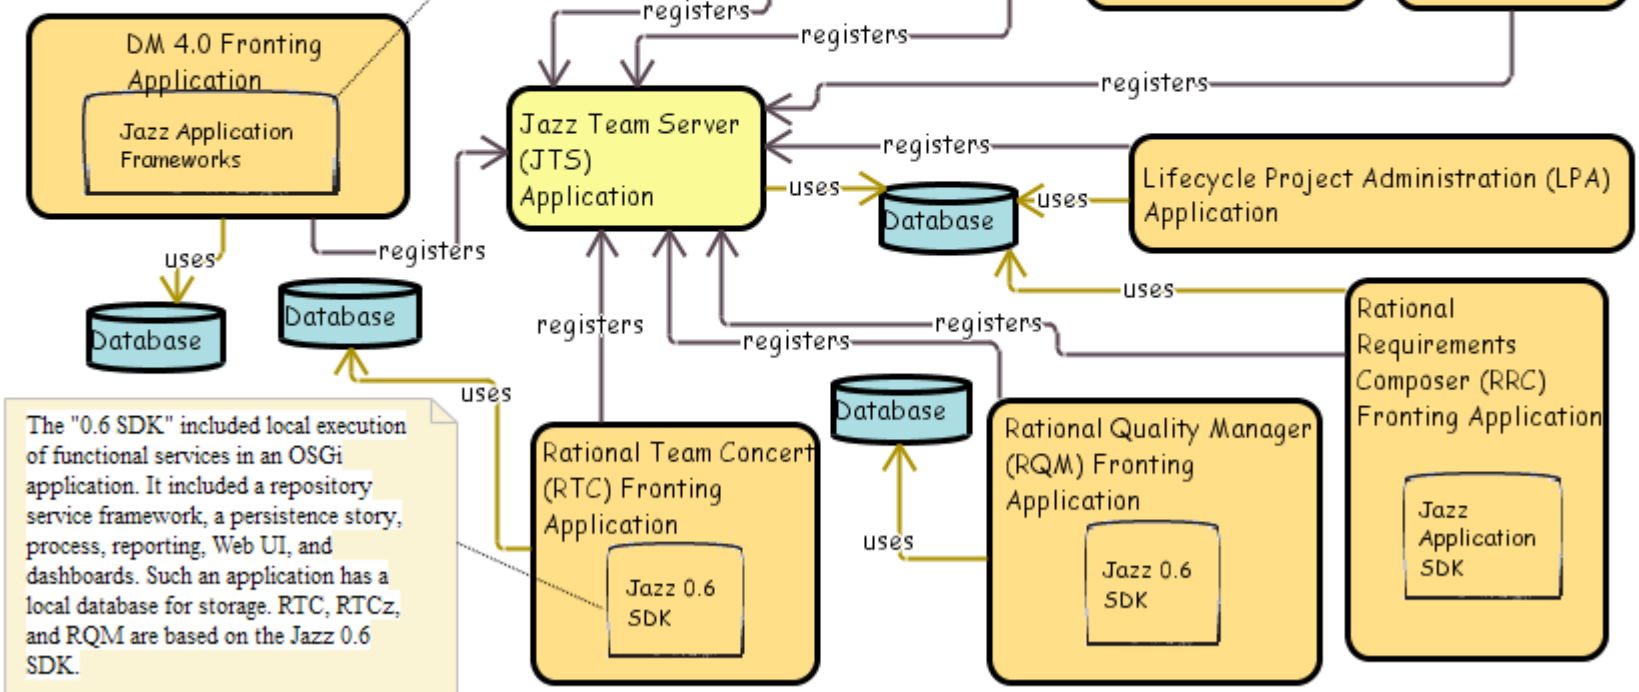 registers
registers
registers
DM 4.0 Fronting
Application
Jazz Application
Frameworks
Jazz Team Server
(JTS)
Application
registers
Lifecycle Project Administration (LPA)
Application
uses
Database
uses
registers
uses
Database
Database
uses
registers
registers
registers
uses
Rational
Requirements
Composer (RRC)
Fronting Application
Jazz
Application
SDK
Database
uses
Rational Quality Manager
(RQM) Fronting
Application
Jazz 0.6
SDK
Rational Team Concert
(RTC) Fronting
Application
Jazz 0.6
SDK
The "0.6 SDK" included local execution
of functional services in an OSGi
application. It included a repository
service framework, a persistence story,
process, reporting, Web UI, and
dashboards. Such an application has a
local database for storage. RTC, RTCz,
and RQM are based on the Jazz 0.6
SDK.